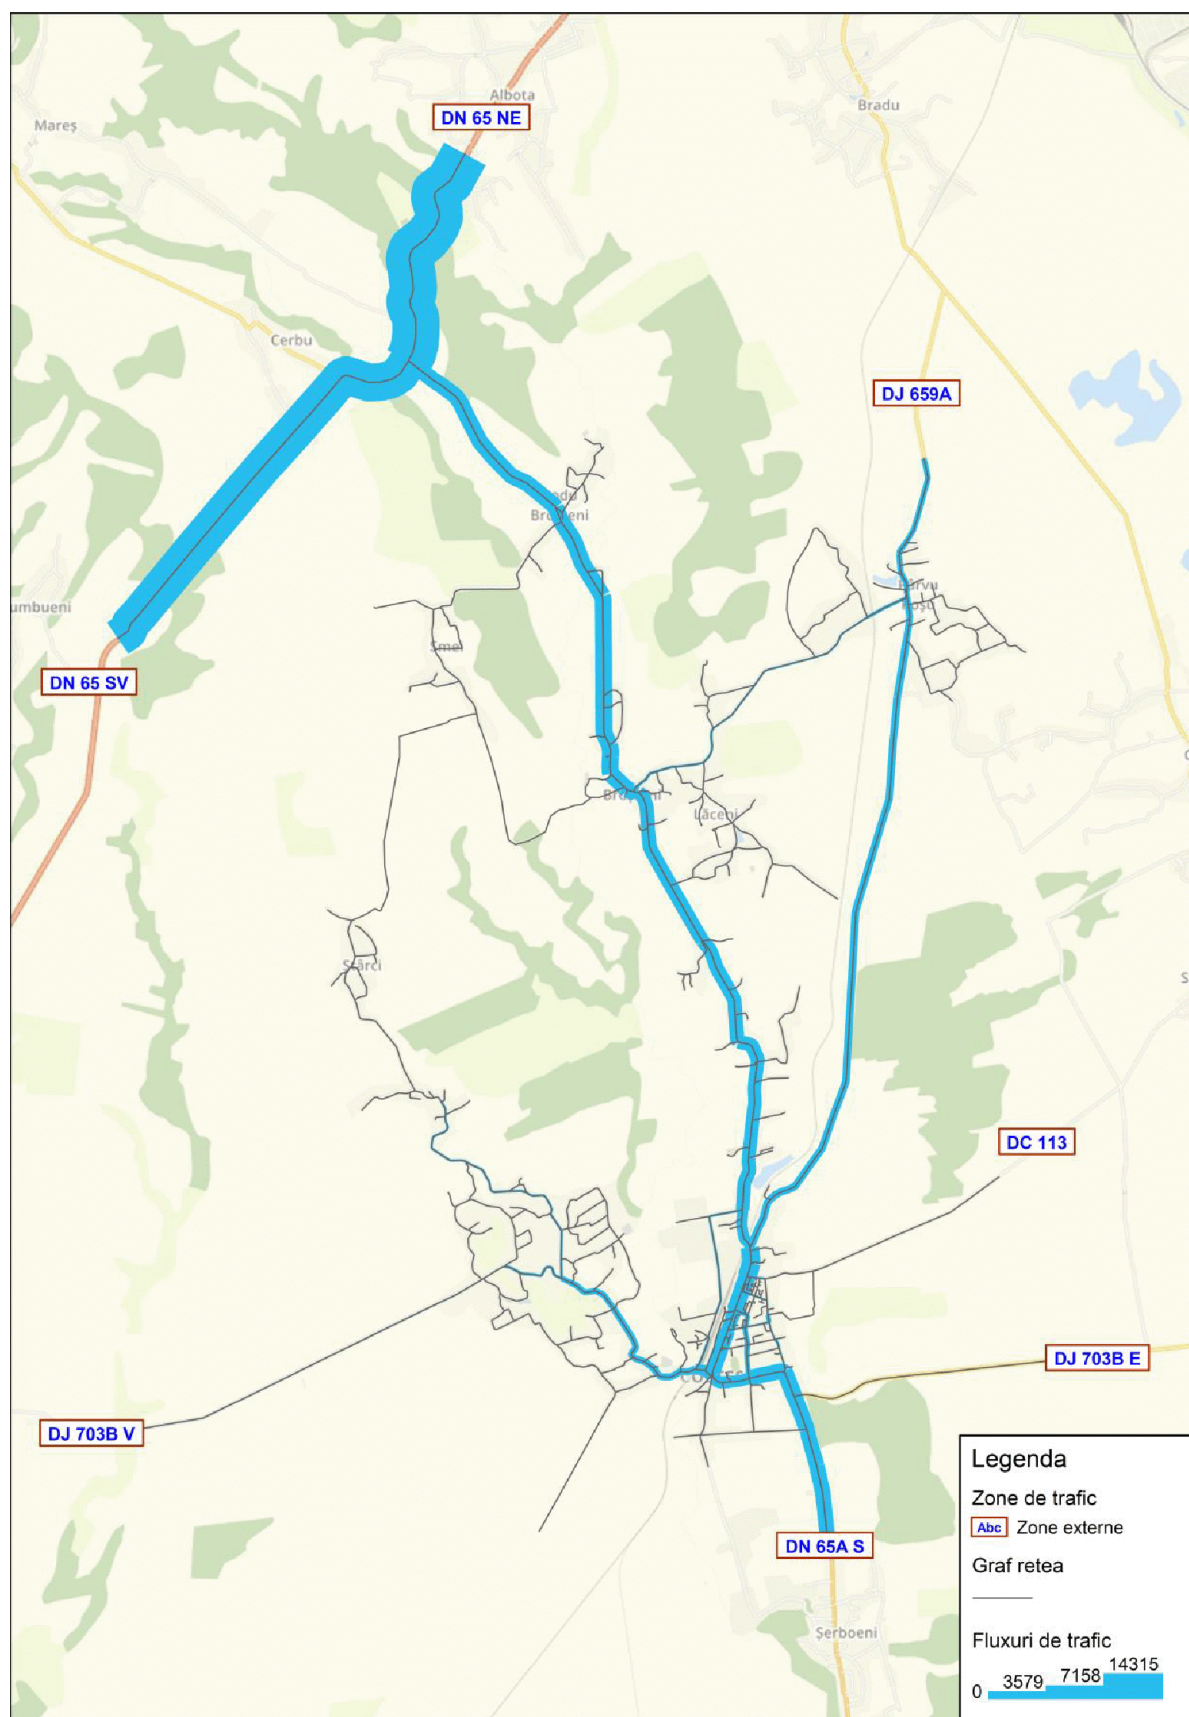 Albota
DN 65 NE
Bradu
Mareș
Cerbu
DJ 659A
Smei
DN 65 SV
Lăceni
DC 113
DJ 703B E
DJ 703B V
DN 65A S
Șerboeni
Legenda
Zone de trafic
Abc Zone externe
Graf retea
Fluxuri de trafic
0 3579 7158 14315